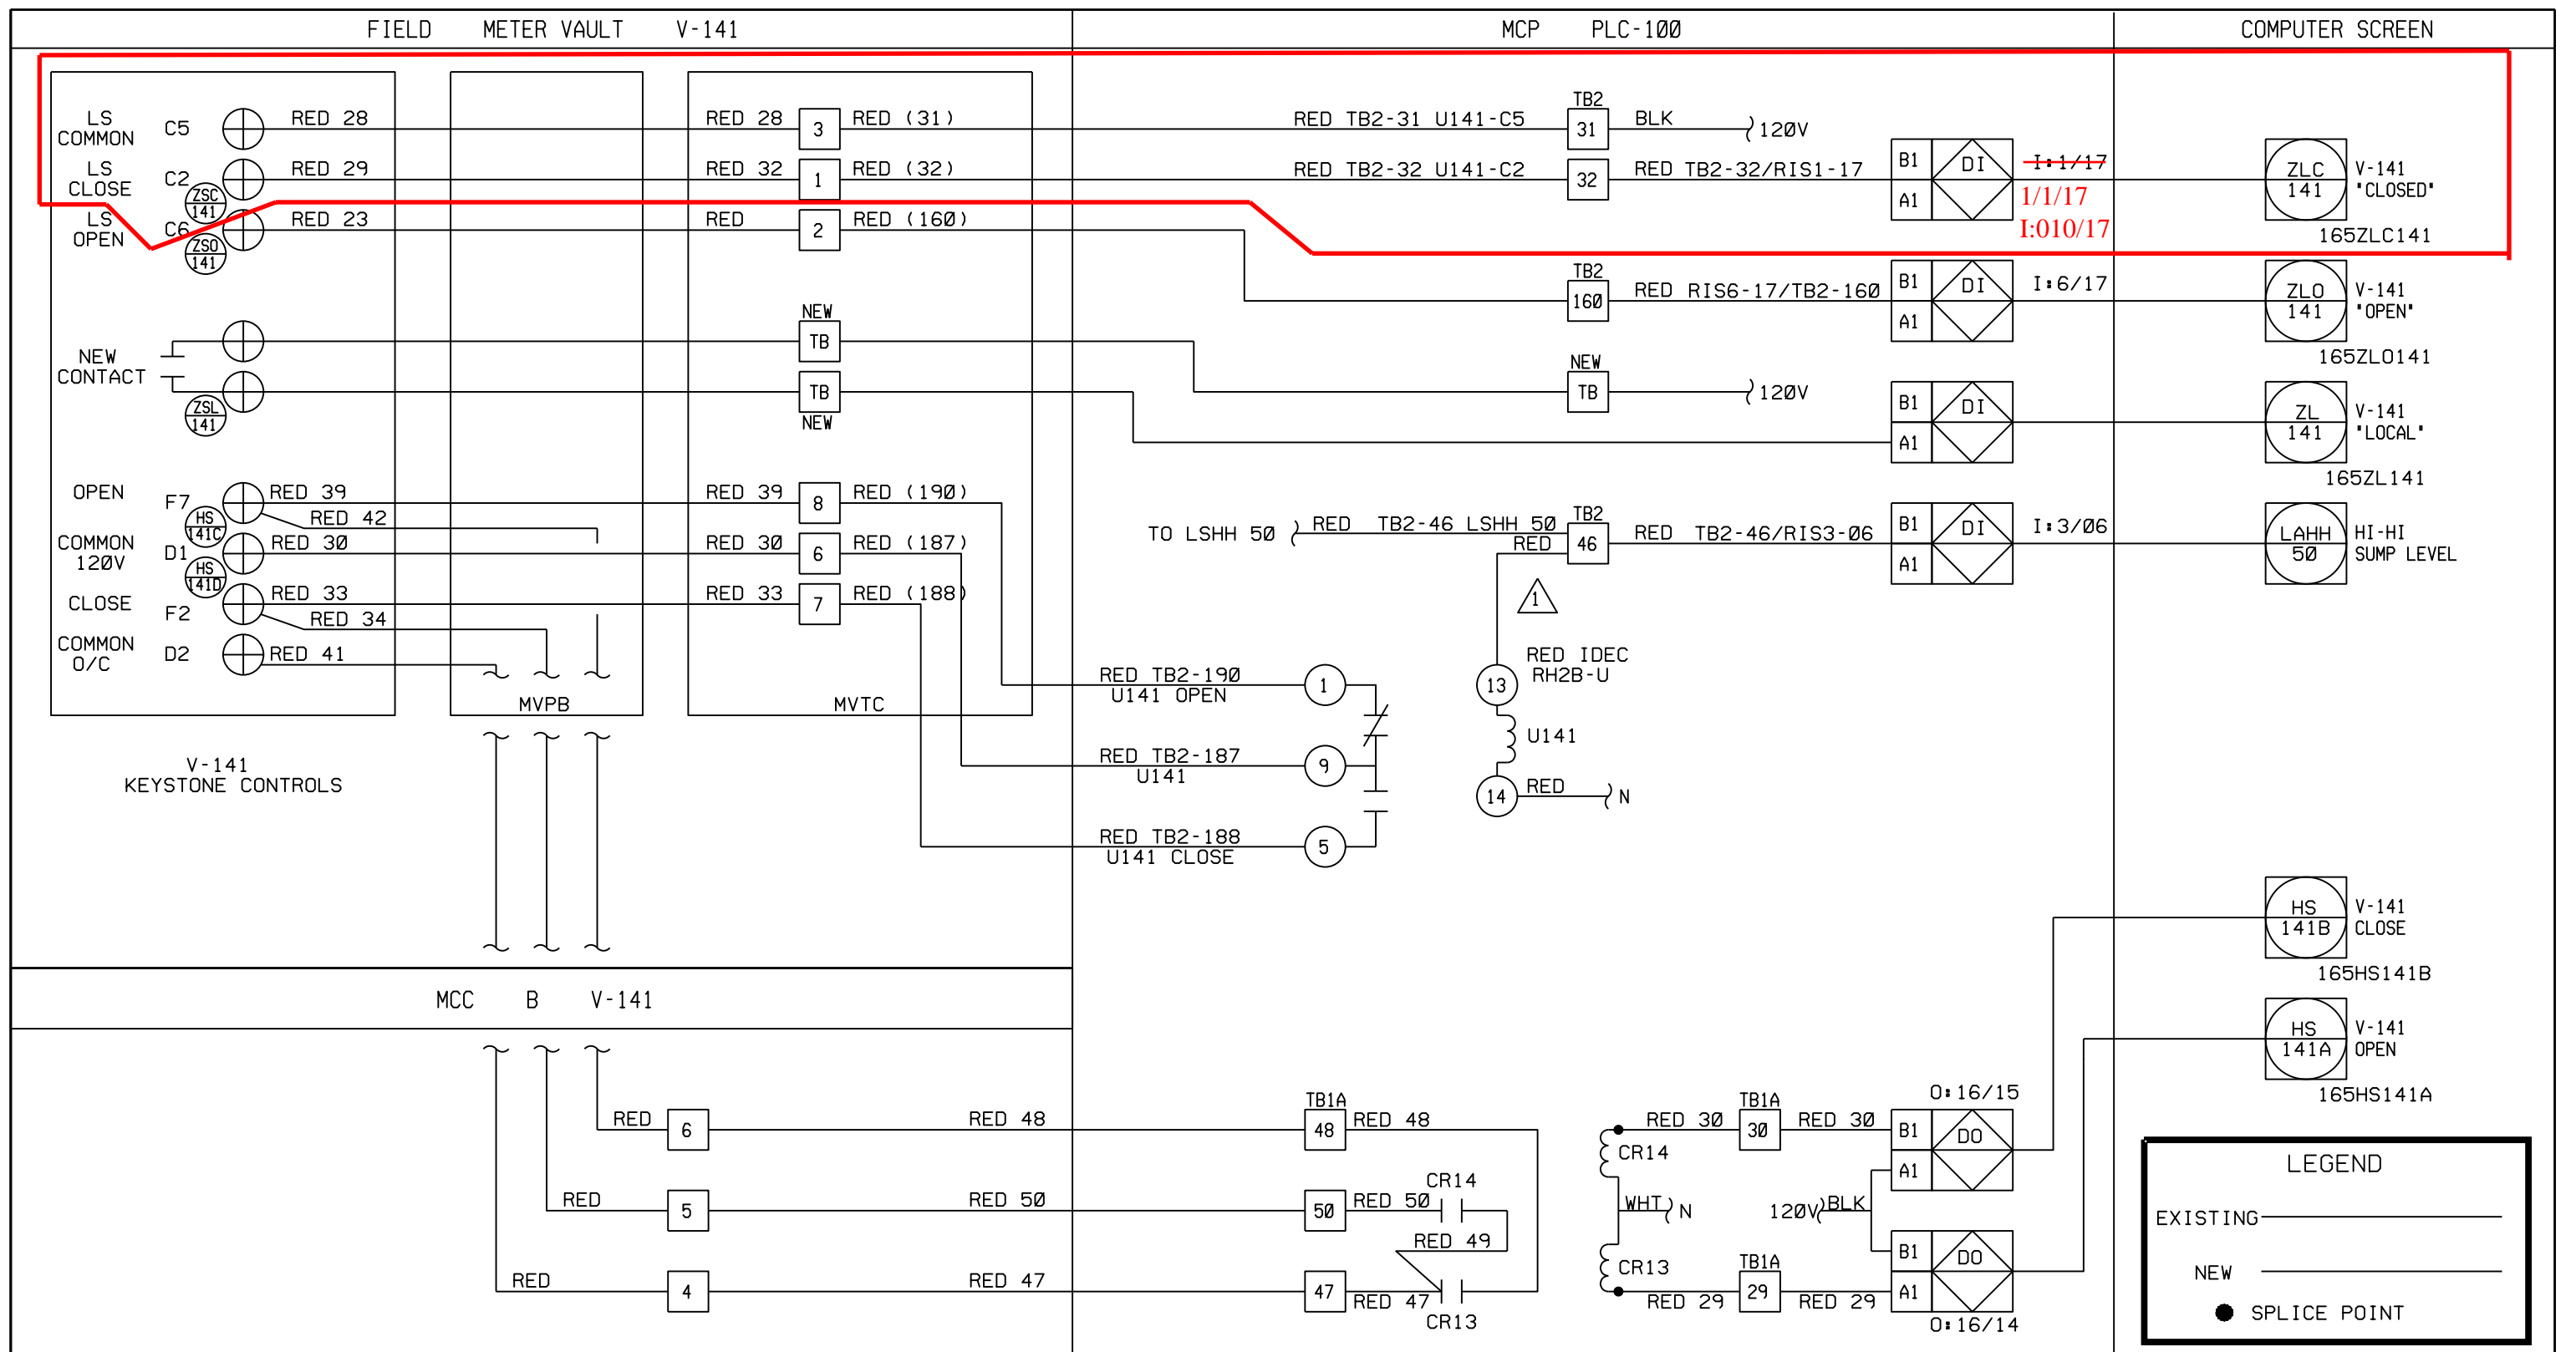 FIELD METER VAULT V-141
MCP PLC-100
COMPUTER SCREEN
LS
COMMON
C5
RED 28
RED 28
3
RED (31)
RED TB2-31 U141-C5
TB2
31
BLK
120V
LS
CLOSE
C2
ZSC
141
RED 29
RED 32
1
RED (32)
RED TB2-32 U141-C2
32
RED TB2-32/RIS1-17
B1
A1
DI
I:1/17
1/1/17
I:010/17
ZLC
141
V-141
"CLOSED"
165ZLC141
LS
OPEN
C6
ZSO
141
RED 23
RED
2
RED (160)
TB2
160
RED RIS6-17/TB2-160
B1
A1
DI
I:6/17
ZLO
141
V-141
"OPEN"
165ZLO141
NEW
CONTACT
ZSL
141
NEW
TB
TB
NEW
NEW
TB
120V
B1
A1
DI
ZL
141
V-141
"LOCAL"
165ZL141
OPEN
F7
HS
141C
RED 39
RED 42
RED 39
8
RED (190)
COMMON
120V
D1
HS
141D
RED 30
RED 30
6
RED (187)
CLOSE
F2
RED 33
RED 34
RED 33
7
RED (188)
COMMON
O/C
D2
RED 41
MVPB
MVTC
V-141
KEYSTONE CONTROLS
TO LSHH 50
RED TB2-46 LSHH 50
RED
TB2
46
RED TB2-46/RIS3-06
B1
A1
DI
I:3/06
LAHH
50
HI-HI
SUMP LEVEL
1
RED IDEC
RH2B-U
13
U141
14
RED
N
RED TB2-190
U141 OPEN
1
RED TB2-187
U141
9
RED TB2-188
U141 CLOSE
5
HS
141B
V-141
CLOSE
165HS141B
HS
141A
V-141
OPEN
165HS141A
MCC B V-141
RED
6
RED 48
TB1A
48
RED 48
RED
5
RED 50
50
RED 50
CR14
RED 49
RED
4
RED 47
47
RED 47
CR13
CR14
RED 30
TB1A
30
RED 30
O:16/15
B1
A1
DO
WHT
N
120V
BLK
CR13
RED 29
TB1A
29
RED 29
B1
A1
DO
O:16/14
LEGEND
EXISTING
NEW
SPLICE POINT